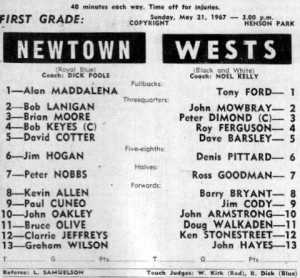 40 minutes each way. Time off for injuries.
FIRST GRADE: Sunday, May 21, 1967 — 3.00 p.m.
COPYRIGHT HENSON PARK
NEWTOWN WESTS
(Royal Blue) (Black and White)
Coach: DICK POOLE Coach: NOEL KELLY
Fullbacks:
1—Alan MADDALENA Tony FORD — 1
Threequarters:
2—Bob LANIGAN John MOWBRAY — 2
3—Brian MOORE Peter DIMOND (C) — 3
4—Bob KEYES (C) Roy FERGUSON — 4
5—David COTTER Dave BARSLEY — 5
Five-eighths:
6—Jim HOGAN Denis PITTARD — 6
Halves:
7—Peter NOBBS Ross GOODMAN — 7
Forwards:
8—Kevin ALLEN Barry BRYANT — 8
9—Paul CUNEO Jim CODY — 9
10—John OAKLEY John ARMSTRONG — 10
11—Bruce OLIVE Doug WALKADEN — 11
12—Clarrie JEFFREYS Ken STONESTREET — 12
13—Graham WILSON John HAYES — 13
T G Pts. T G Pts.
Referee: L. SAMUELSON Touch Judges: W. Kirk (Red), R. Dick (Blue)